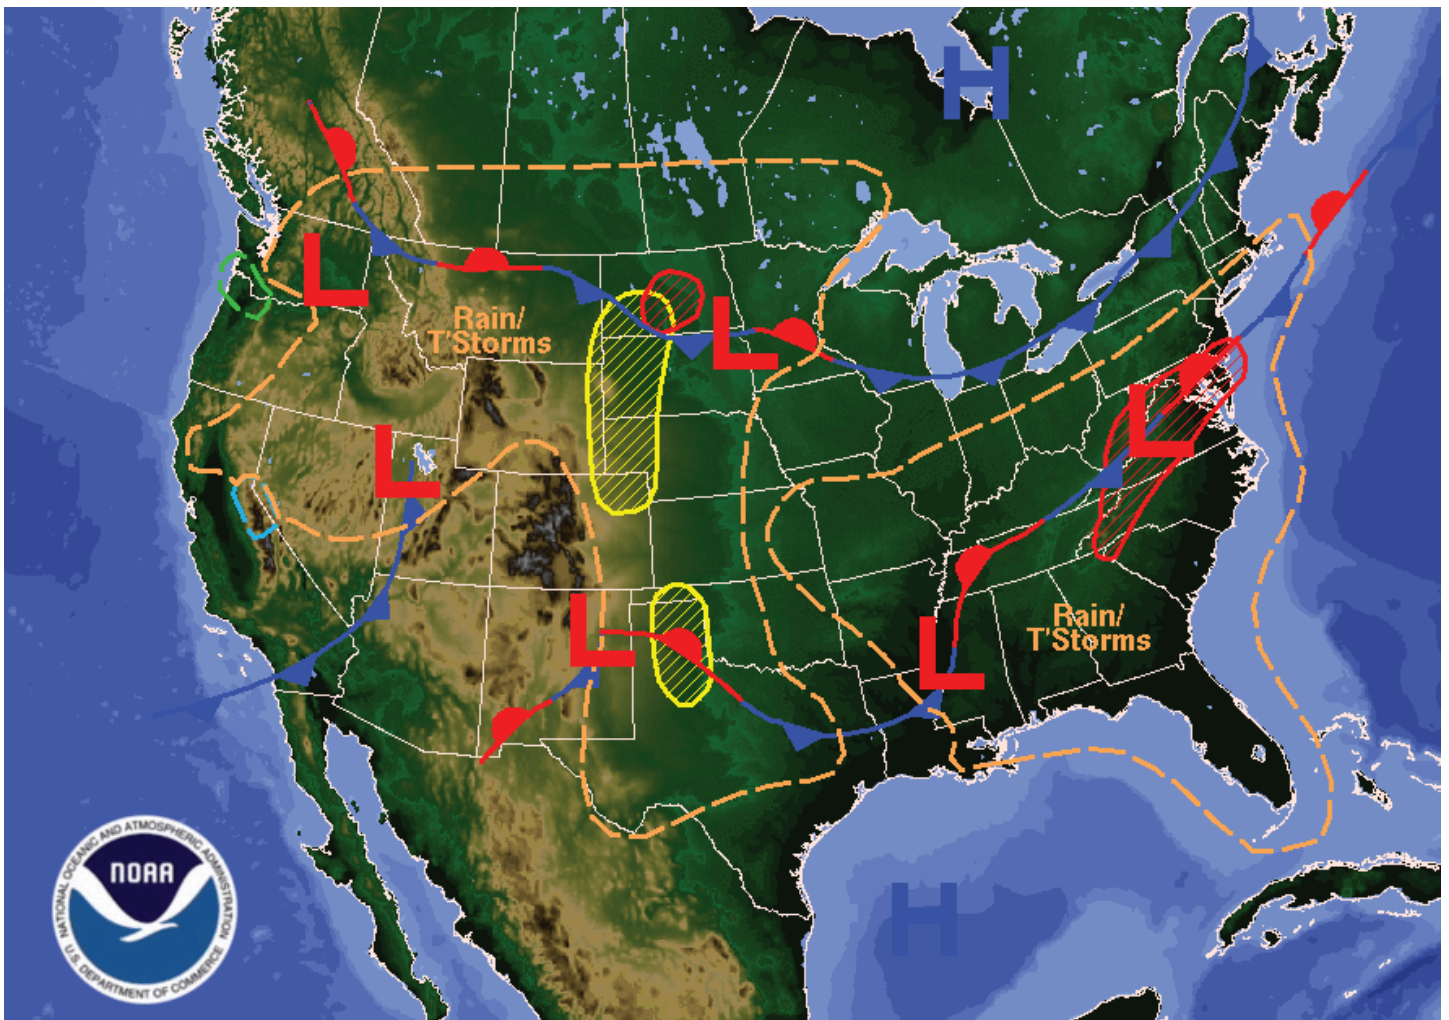 H
L
L
Rain/
T'Storms
L
L
L
L
L
Rain/
T'Storms
H
NATIONAL OCEANIC AND ATMOSPHERIC ADMINISTRATION
NOAA
U.S. DEPARTMENT OF COMMERCE